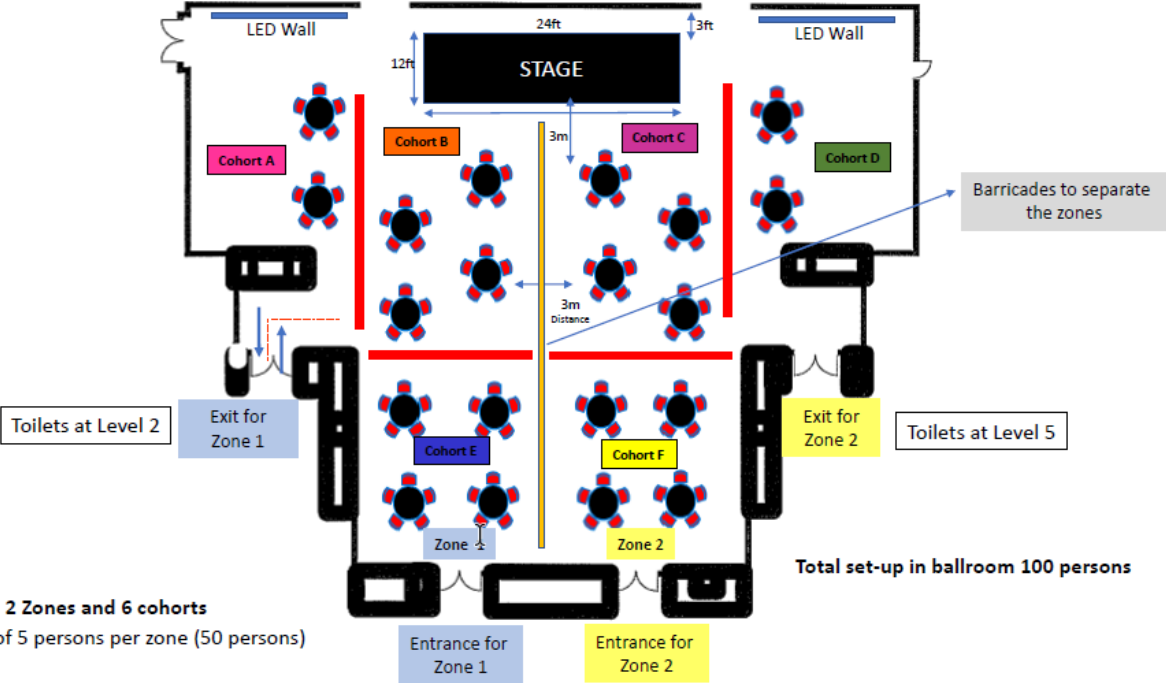 24ft
3ft
LED Wall
LED Wall
12ft
STAGE
3m
Cohort B
Cohort C
Cohort A
Cohort D
Barricades to separate
the zones
3m
Distance
Toilets at Level 2
Exit for
Zone 1
Exit for
Zone 2
Toilets at Level 5
Cohort E
Cohort F
Zone 1
Zone 2
Total set-up in ballroom 100 persons
2 Zones and 6 cohorts
of 5 persons per zone (50 persons)
Entrance for
Zone 1
Entrance for
Zone 2